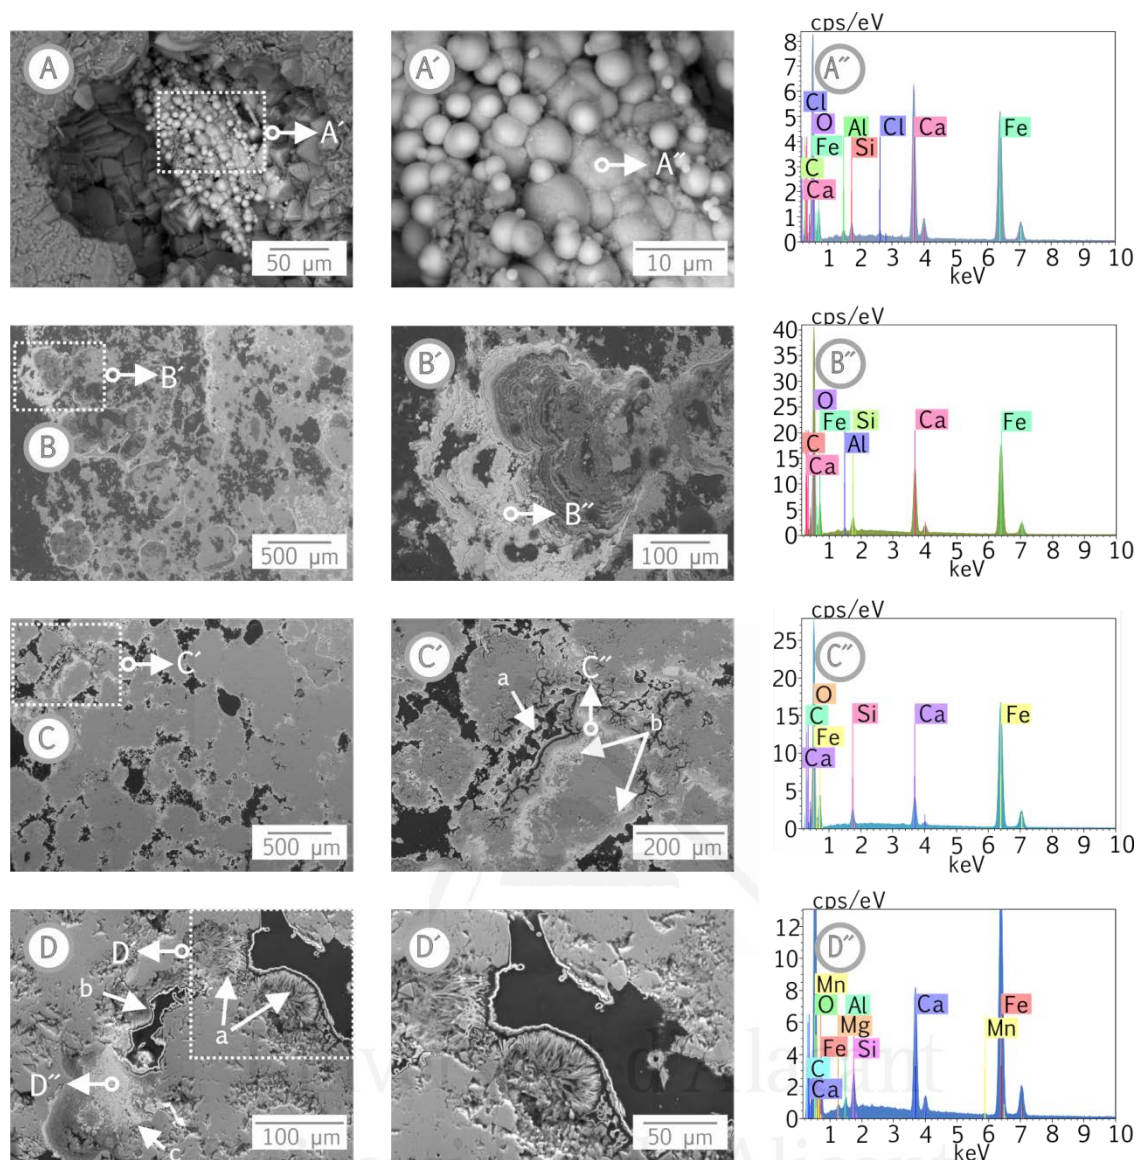 A
A′
50 μm
A′
A″
10 μm
cps/eV
A″
8
7
6
5
4
3
2
1
0
Cl
O
Fe
C
Ca
Al
Si
Cl
Ca
Fe
1 2 3 4 5 6 7 8 9 10
keV
B′
B
500 μm
B′
B″
100 μm
cps/eV
B″
40
35
30
25
20
15
10
5
0
O
Fe
C
Ca
Si
Al
Ca
Fe
1 2 3 4 5 6 7 8 9 10
keV
C′
C
500 μm
C′
C″
a
b
200 μm
cps/eV
C″
25
20
15
10
5
0
O
C
Fe
Ca
Si
Ca
Fe
1 2 3 4 5 6 7 8 9 10
keV
D
D′
b
a
D″
c
100 μm
D′
50 μm
cps/eV
D″
12
10
8
6
4
2
0
Mn
O
Al
Mg
Fe
Si
C
Ca
Ca
Fe
Mn
1 2 3 4 5 6 7 8 9 10
keV
d'Alacant
Alicant